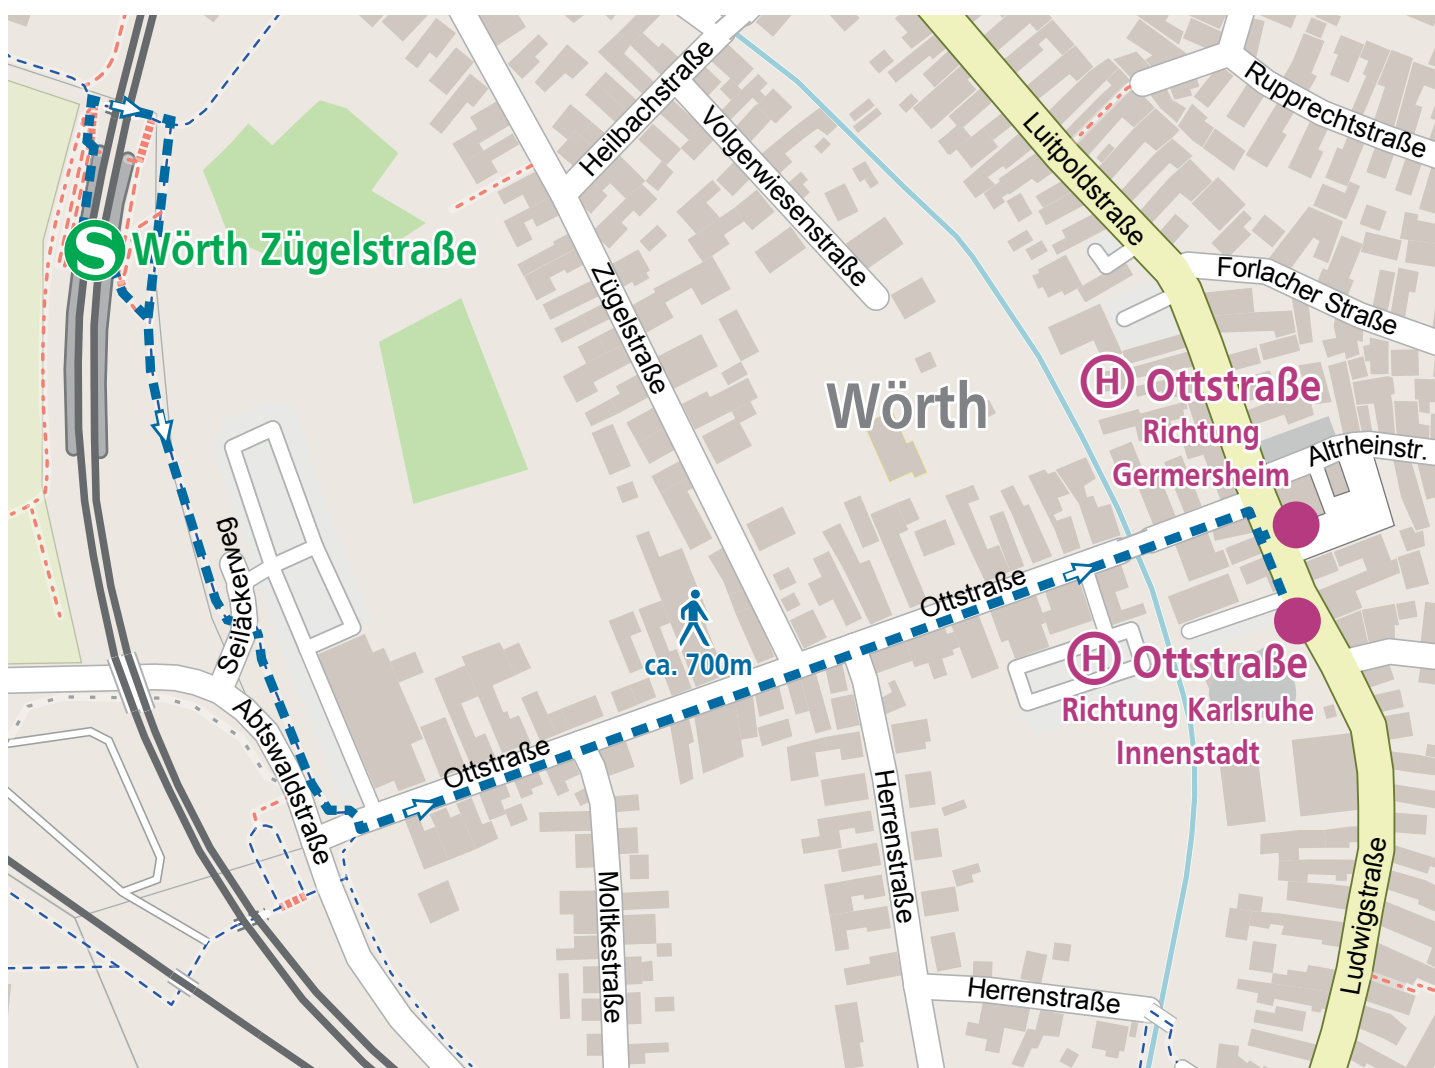 Heilbachstraße
Volgerwiesenstraße
Luitpoldstraße
Rupprechtstraße
S Wörth Zügelstraße
Zügelstraße
Forlacher Straße
H Ottstraße
Richtung
Germersheim
Wörth
Altrheinstr.
Seiläckerweg
Ottstraße
ca. 700m
H Ottstraße
Richtung Karlsruhe
Innenstadt
Abtswaldstraße
Ottstraße
Herrenstraße
Moltkestraße
Ludwigstraße
Herrenstraße